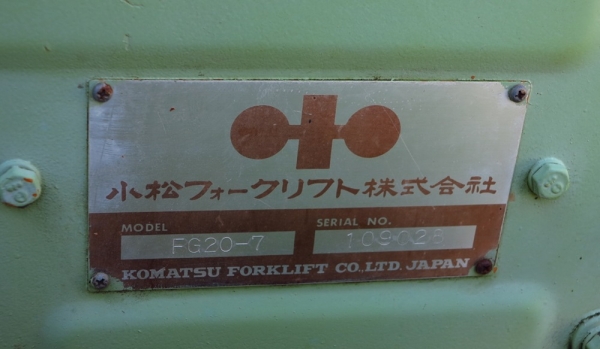 小松フォークリフト株式会社
MODEL SERIAL NO.
FG20-7 109028
KOMATSU FORKLIFT CO.,LTD. JAPAN